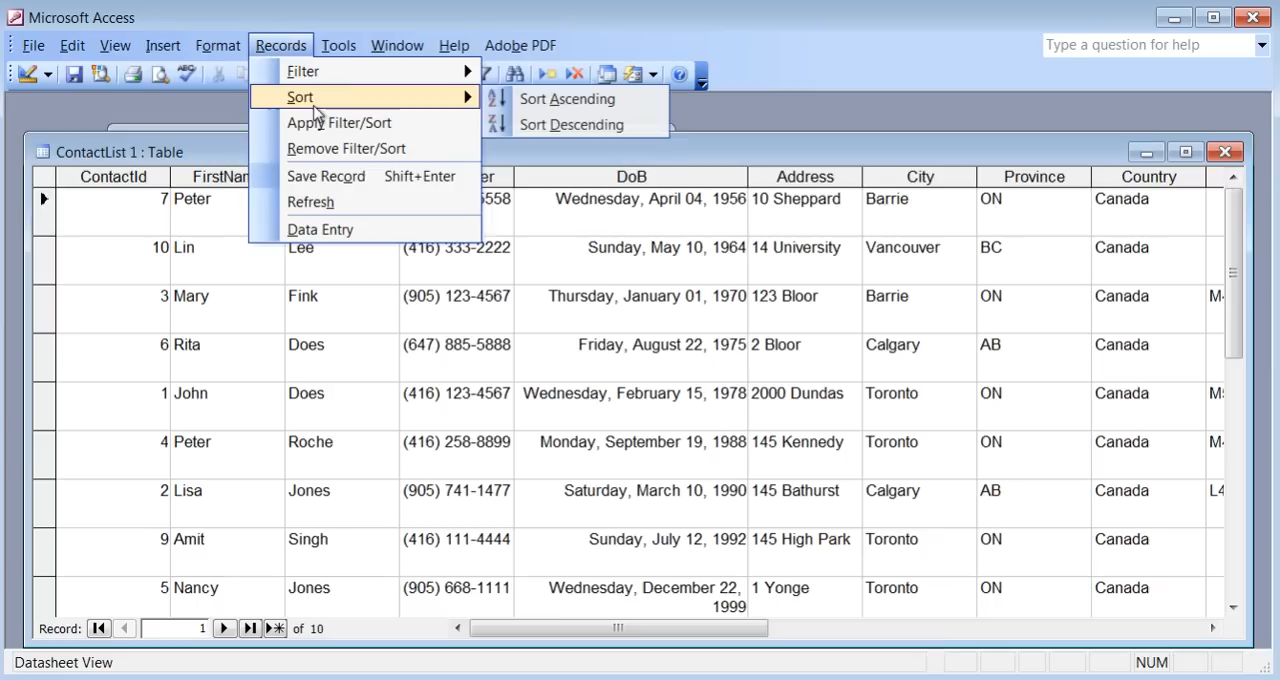 Microsoft Access
File Edit View Insert Format Records Tools Window Help Adobe PDF Type a question for help
Filter
Sort
Apply Filter/Sort
Remove Filter/Sort
Save Record Shift+Enter
Refresh
Data Entry
Sort Ascending
Sort Descending
ContactList 1 : Table
ContactId FirstNam er DoB Address City Province Country
7 Peter 5558 Wednesday, April 04, 1956 10 Sheppard Barrie ON Canada
10 Lin Lee (416) 333-2222 Sunday, May 10, 1964 14 University Vancouver BC Canada
3 Mary Fink (905) 123-4567 Thursday, January 01, 1970 123 Bloor Barrie ON Canada M4
6 Rita Does (647) 885-5888 Friday, August 22, 1975 2 Bloor Calgary AB Canada
1 John Does (416) 123-4567 Wednesday, February 15, 1978 2000 Dundas Toronto ON Canada M5
4 Peter Roche (416) 258-8899 Monday, September 19, 1988 145 Kennedy Toronto ON Canada M4
2 Lisa Jones (905) 741-1477 Saturday, March 10, 1990 145 Bathurst Calgary AB Canada L4
9 Amit Singh (416) 111-4444 Sunday, July 12, 1992 145 High Park Toronto ON Canada
5 Nancy Jones (905) 668-1111 Wednesday, December 22, 1 Yonge Toronto ON Canada
1999
Record: 1 of 10
Datasheet View NUM